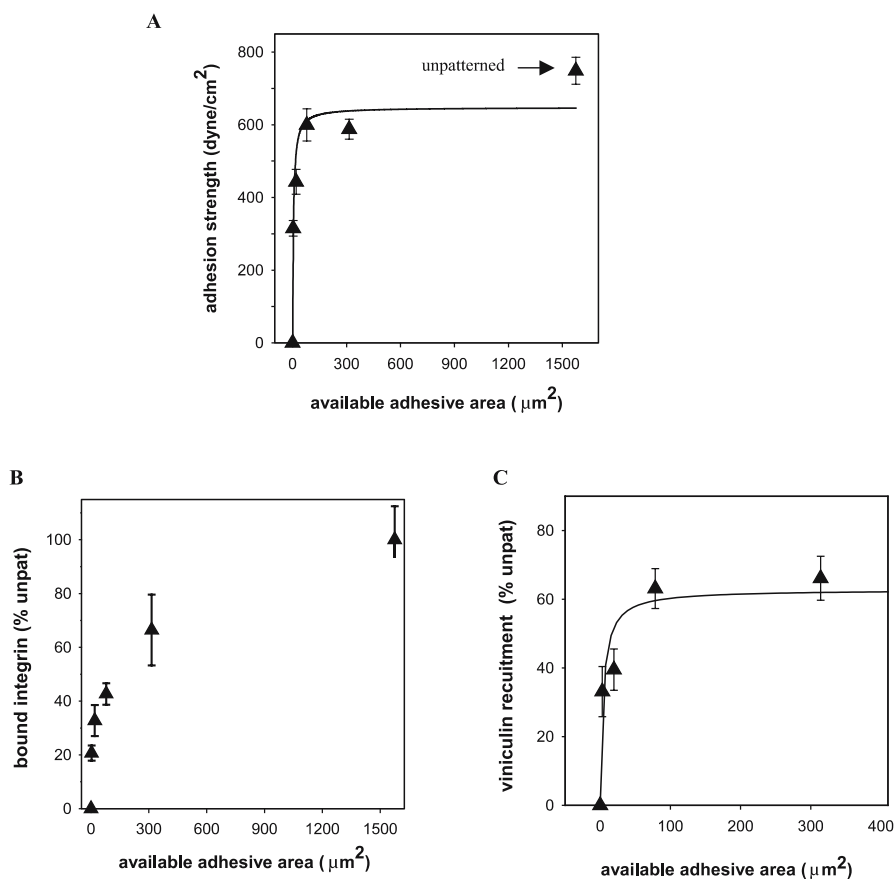 A
800
unpatterned
600
400
200
0
adhesion strength (dyne/cm2)
0 300 600 900 1200 1500
available adhesive area ( μm2)
B
100
80
60
40
20
0
bound integrin (% unpat)
0 300 600 900 1200 1500
available adhesive area ( μm2)
C
80
60
40
20
0
viniculin recuitment (% unpat)
0 100 200 300 400
available adhesive area ( μm2)